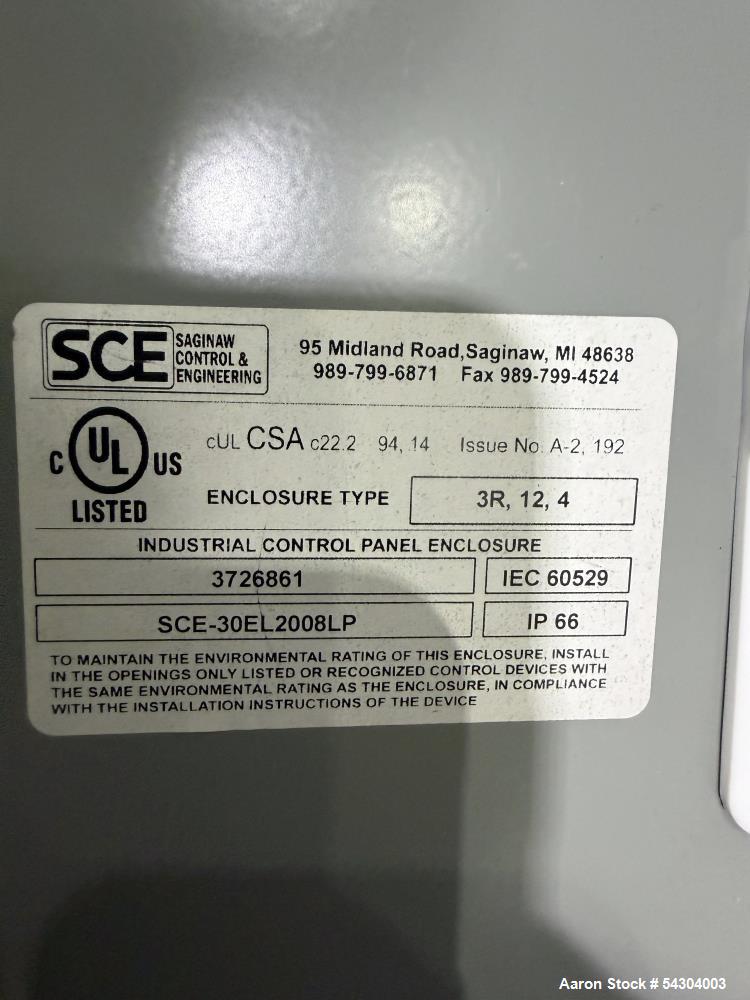 SCE SAGINAW
CONTROL &
ENGINEERING
95 Midland Road,Saginaw, MI 48638
989-799-6871 Fax 989-799-4524
C UL US
LISTED
cUL CSA c22.2 94, 14 Issue No. A-2, 192
ENCLOSURE TYPE 3R, 12, 4
INDUSTRIAL CONTROL PANEL ENCLOSURE
3726861 IEC 60529
SCE-30EL2008LP IP 66
TO MAINTAIN THE ENVIRONMENTAL RATING OF THIS ENCLOSURE, INSTALL
IN THE OPENINGS ONLY LISTED OR RECOGNIZED CONTROL DEVICES WITH
THE SAME ENVIRONMENTAL RATING AS THE ENCLOSURE, IN COMPLIANCE
WITH THE INSTALLATION INSTRUCTIONS OF THE DEVICE
Aaron Stock # 54304003